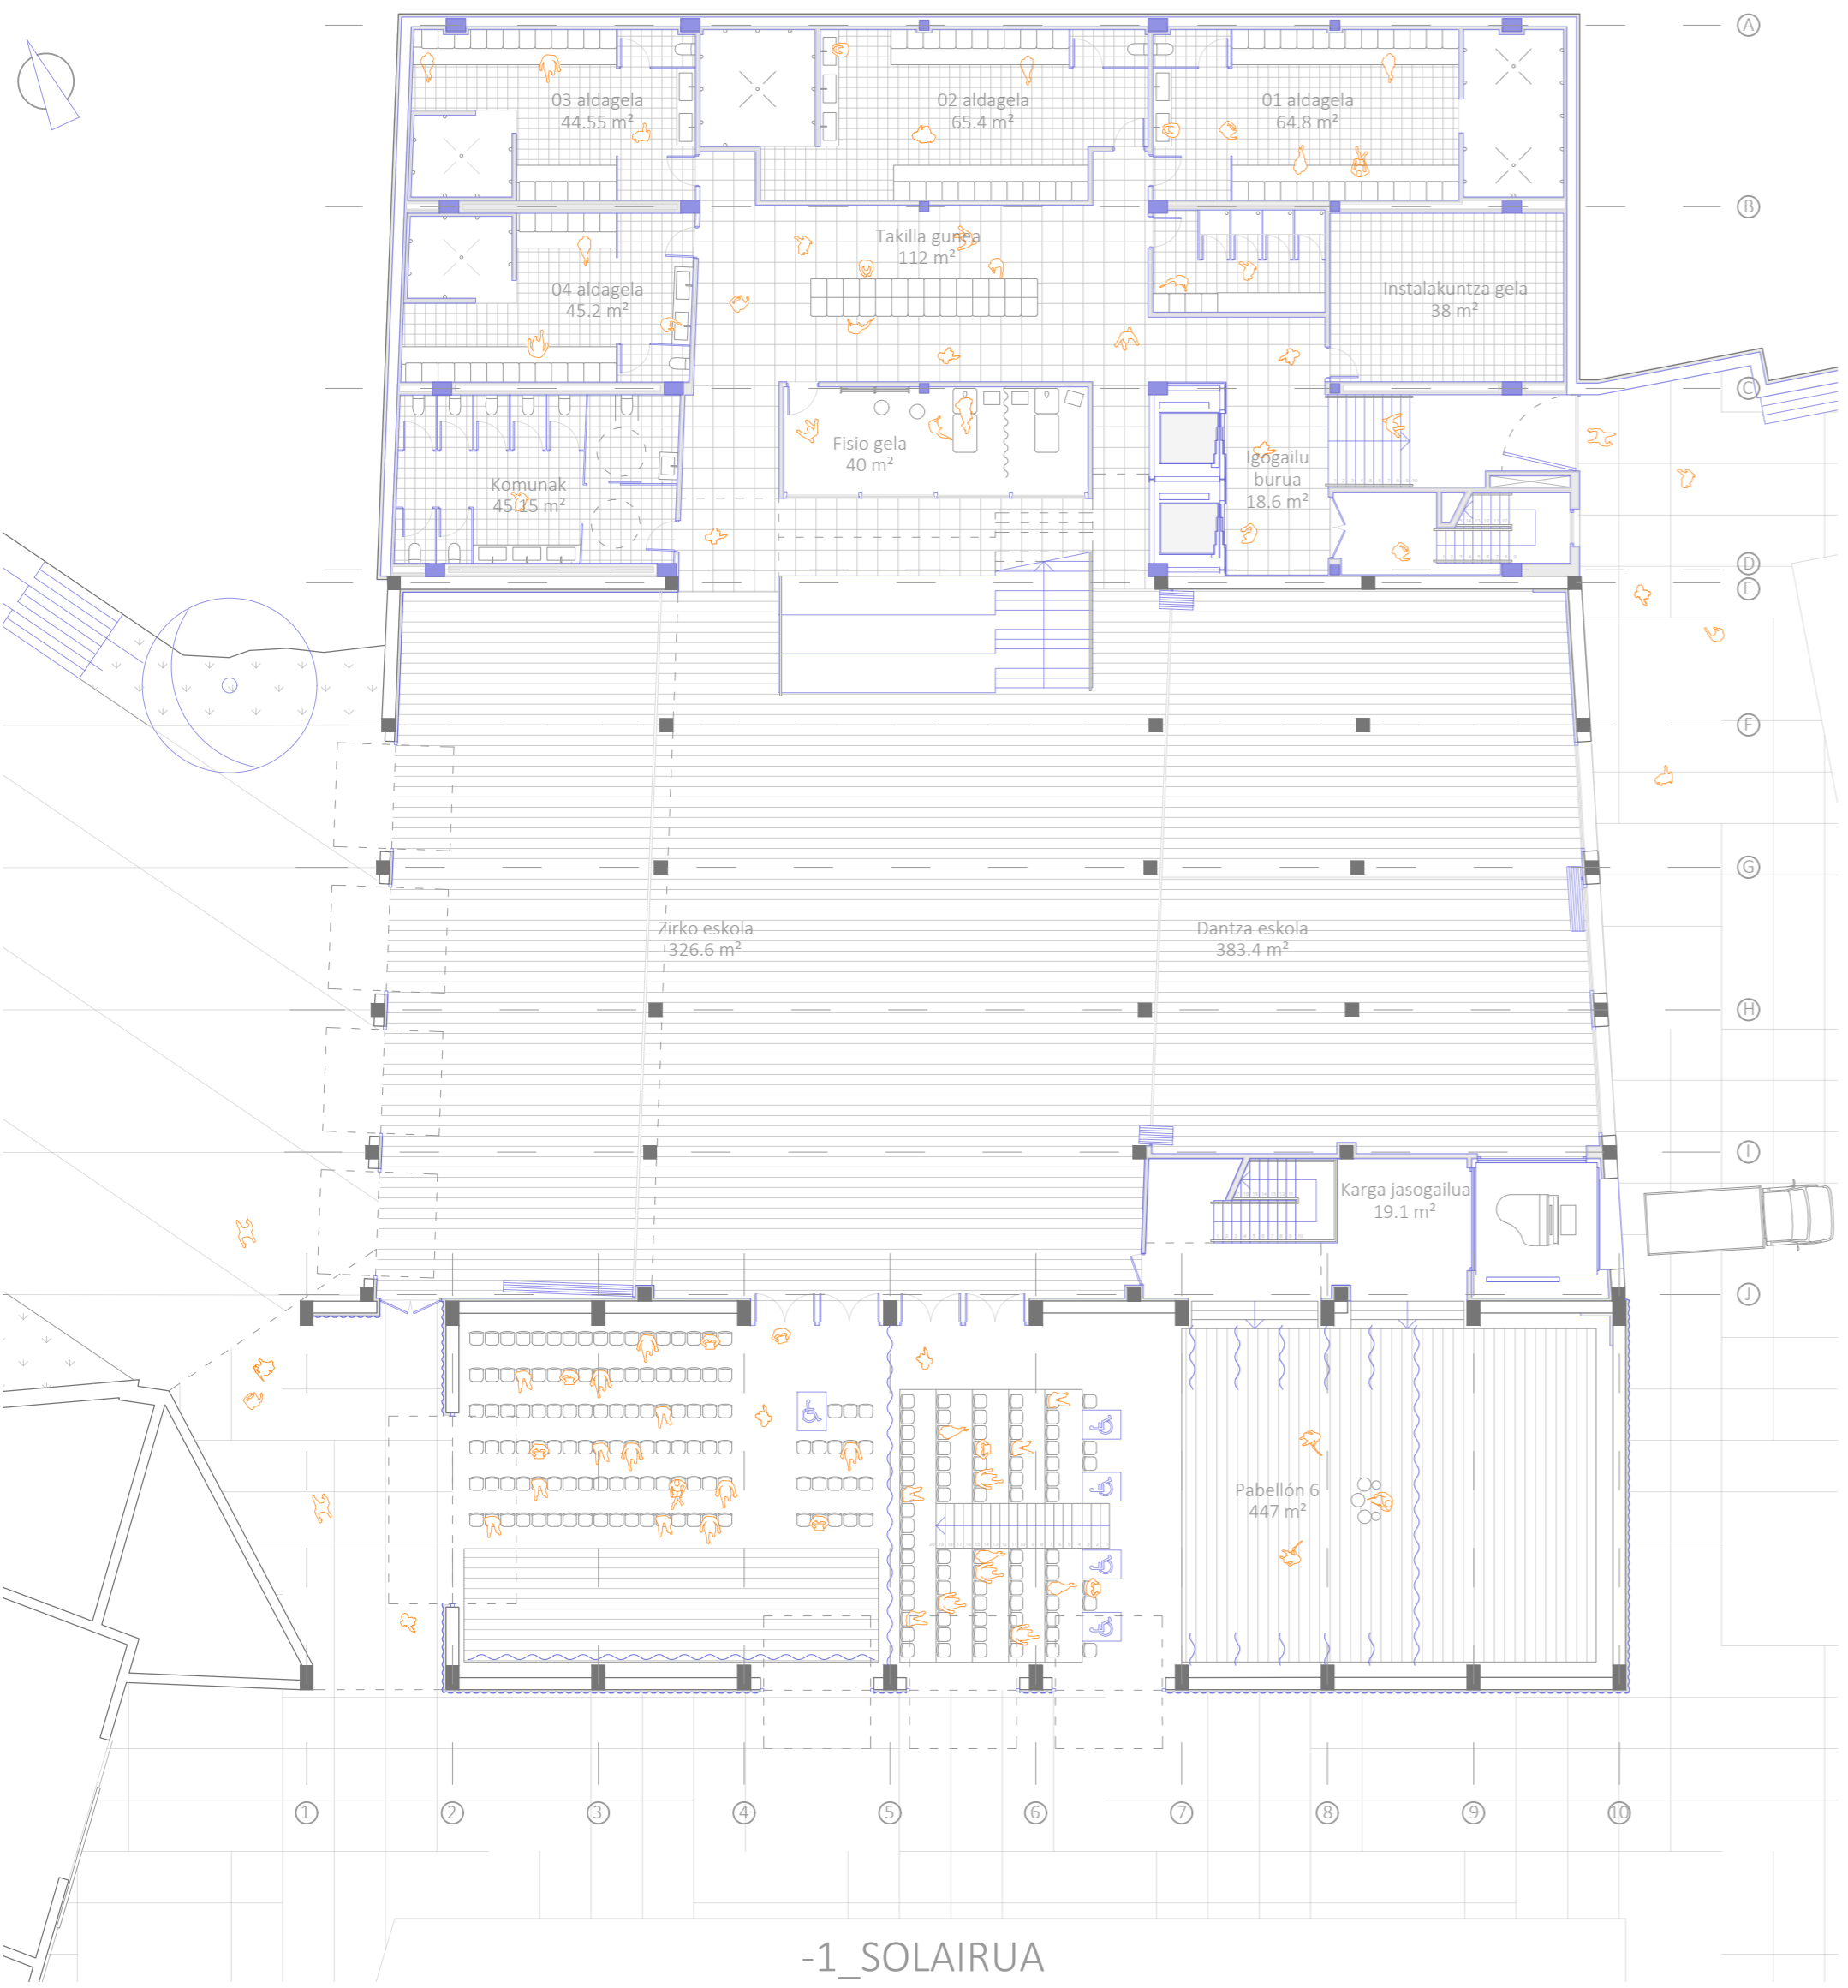 A
03 aldagela
44.55 m²
02 aldagela
65.4 m²
01 aldagela
64.8 m²
B
Takilla gunea
112 m²
04 aldagela
45.2 m²
Instalakuntza gela
38 m²
C
Fisio gela
40 m²
Igogailu
burua
18.6 m²
Komunak
45.15 m²
D
E
F
G
Zirko eskola
326.6 m²
Dantza eskola
383.4 m²
H
I
Karga jasogailua
19.1 m²
J
Pabellón 6
447 m²
1 2 3 4 5 6 7 8 9 10
-1_SOLAIRUA